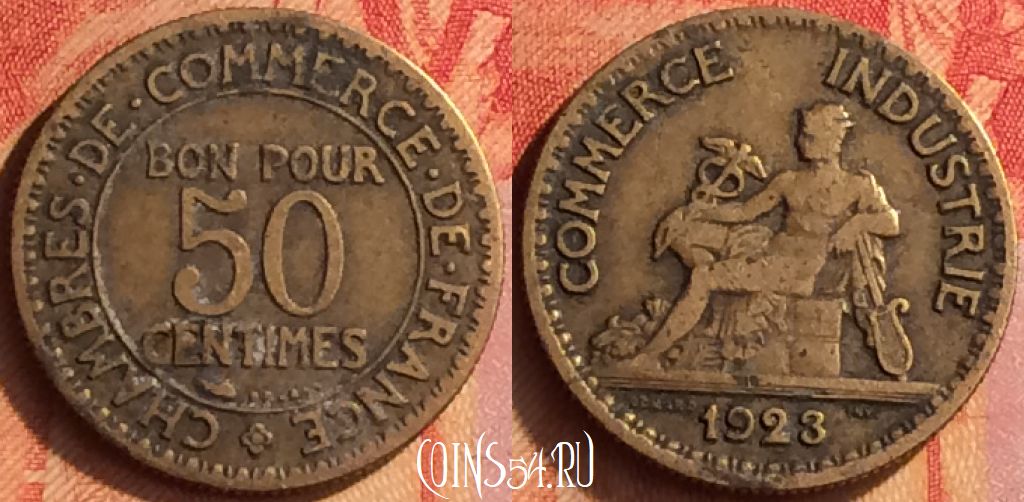 CHAMBRES · DE · COMMERCE · DE · FRANCE
BON POUR
50
CENTIMES
COMMERCE INDUSTRIE
1923
COINS54.RU